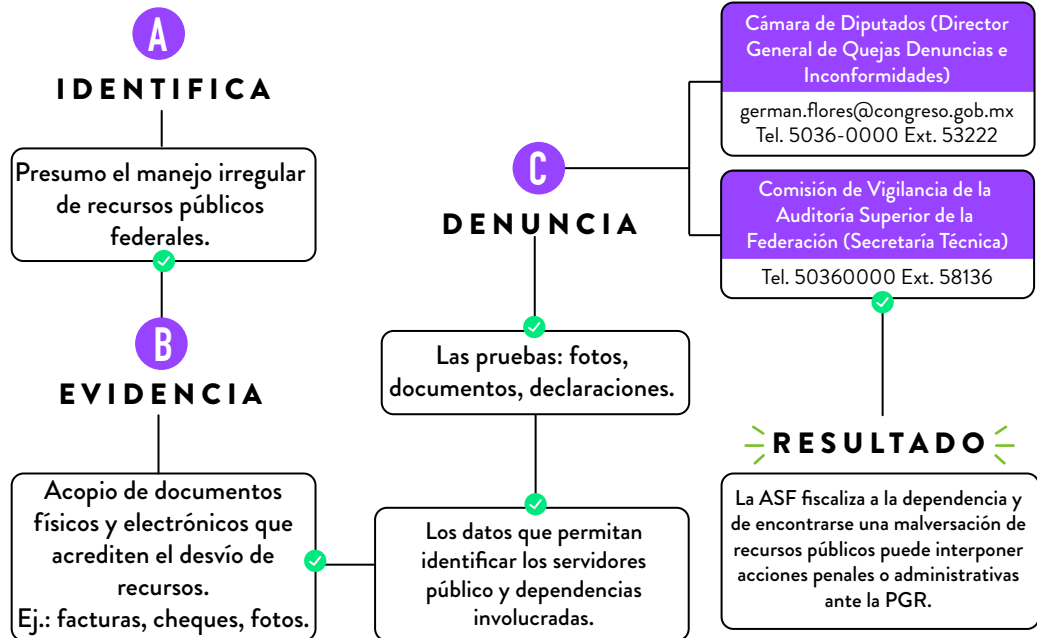 A
IDENTIFICA
Presumo el manejo irregular
de recursos públicos
federales.
B
EVIDENCIA
Acopio de documentos
físicos y electrónicos que
acrediten el desvío de
recursos.
Ej.: facturas, cheques, fotos.
C
DENUNCIA
Las pruebas: fotos,
documentos, declaraciones.
Los datos que permitan
identificar los servidores
público y dependencias
involucradas.
Cámara de Diputados (Director
General de Quejas Denuncias e
Inconformidades)
german.flores@congreso.gob.mx
Tel. 5036-0000 Ext. 53222
Comisión de Vigilancia de la
Auditoría Superior de la
Federación (Secretaría Técnica)
Tel. 50360000 Ext. 58136
RESULTADO
La ASF fiscaliza a la dependencia y
de encontrarse una malversación de
recursos públicos puede interponer
acciones penales o administrativas
ante la PGR.